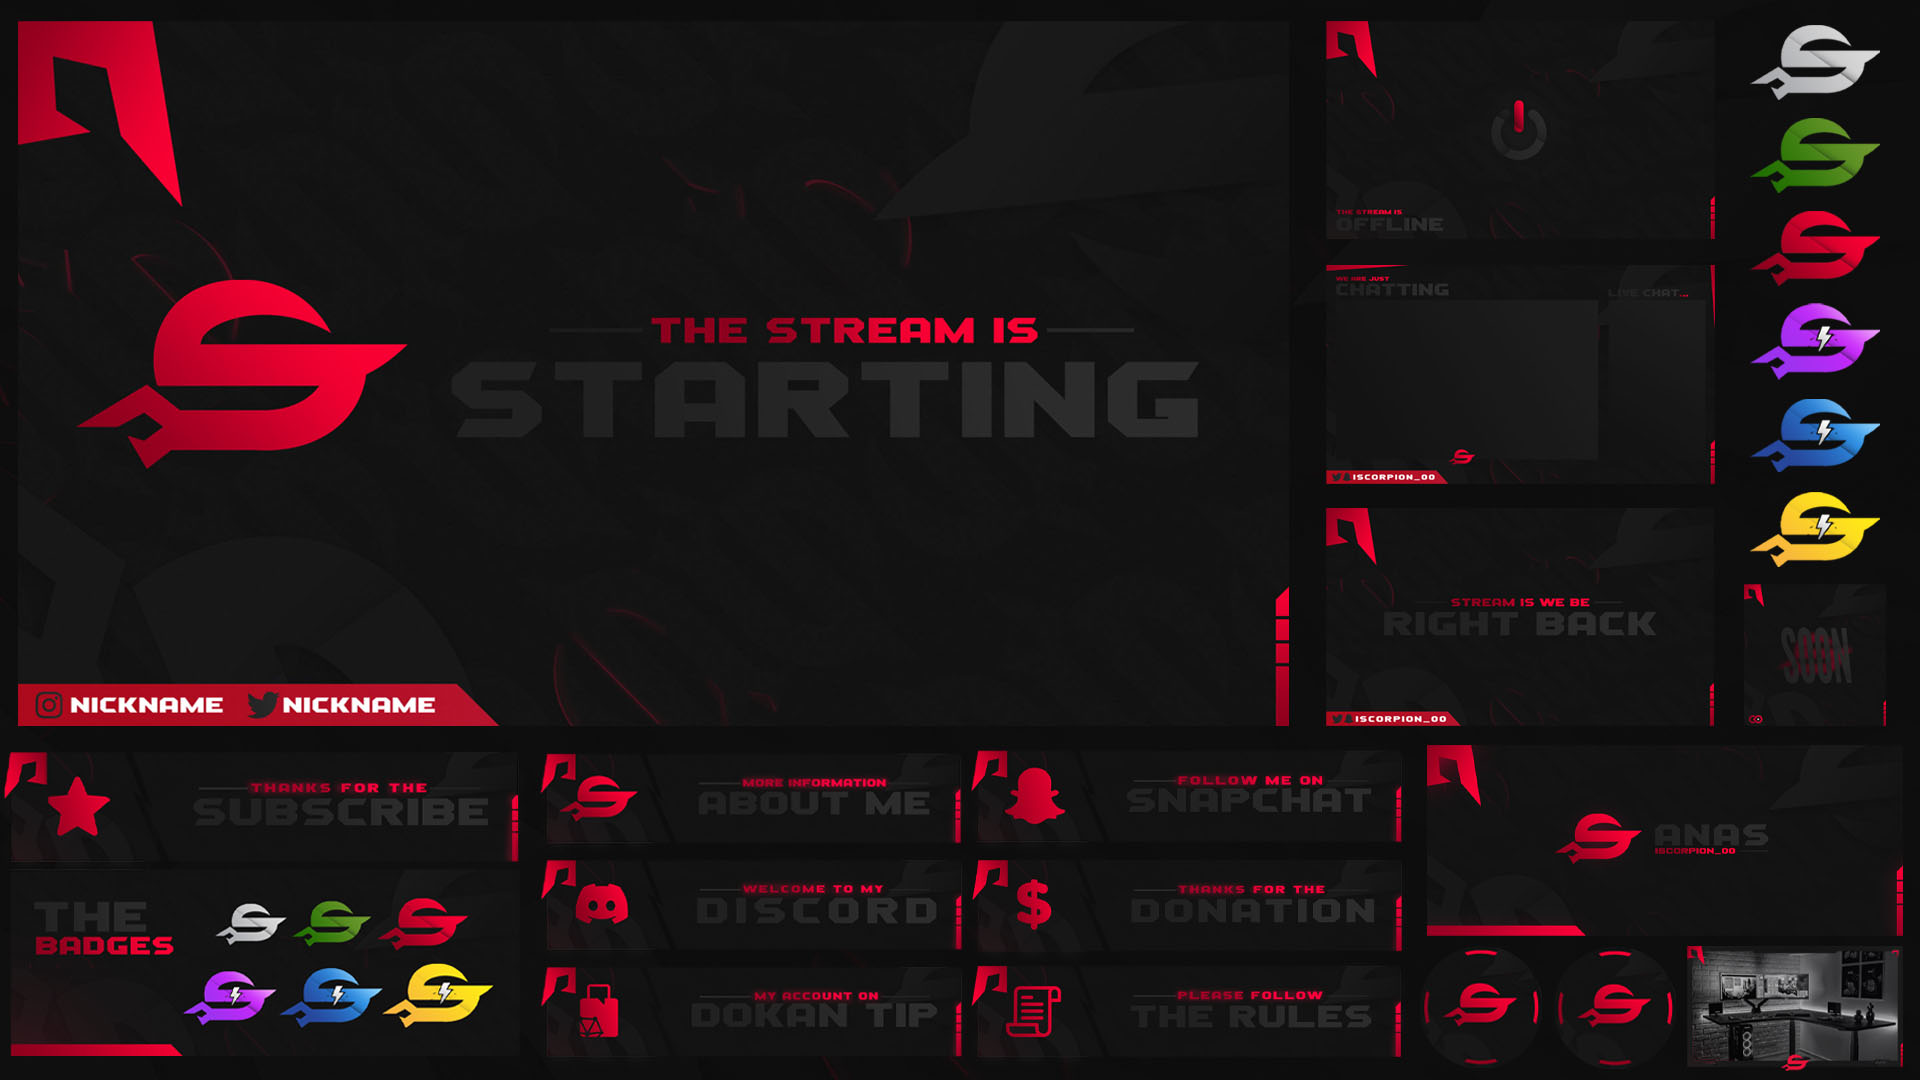 THE STREAM IS
STARTING
NICKNAME
NICKNAME
THE STREAM IS
OFFLINE
WE ARE JUST
CHATTING
LIVE CHAT...
ISCORPION_00
STREAM IS WE BE
RIGHT BACK
ISCORPION_00
SOON
THANKS FOR THE
SUBSCRIBE
THE
BADGES
MORE INFORMATION
ABOUT ME
WELCOME TO MY
DISCORD
MY ACCOUNT ON
DOKAN TIP
FOLLOW ME ON
SNAPCHAT
THANKS FOR THE
DONATION
PLEASE FOLLOW
THE RULES
ANAS
ISCORPION_00